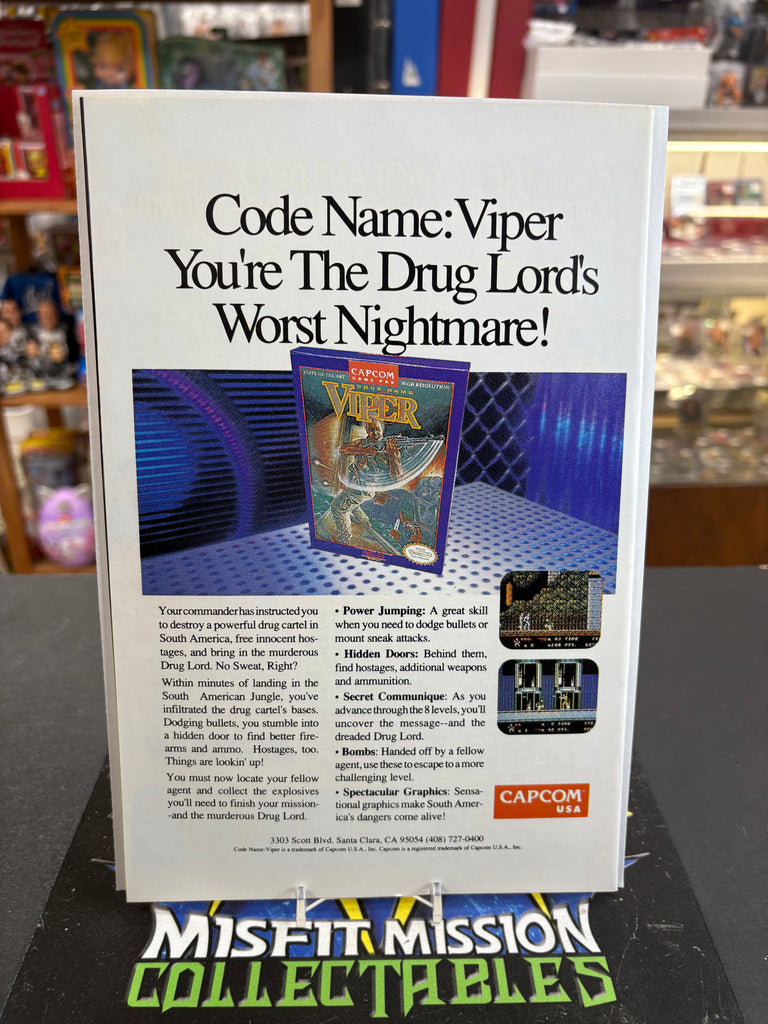 Code Name: Viper
You're The Drug Lord's
Worst Nightmare!
STATE-OF-THE-ART
CAPCOM
GAME PAK
HIGH RESOLUTION
CODE NAME
VIPER
Your commander has instructed you
to destroy a powerful drug cartel in
South America, free innocent hos-
tages, and bring in the murderous
Drug Lord. No Sweat, Right?
Within minutes of landing in the
South American Jungle, you've
infiltrated the drug cartel's bases.
Dodging bullets, you stumble into
a hidden door to find better fire-
arms and ammo. Hostages, too.
Things are lookin' up!
You must now locate your fellow
agent and collect the explosives
you'll need to finish your mission-
-and the murderous Drug Lord.
• Power Jumping: A great skill
when you need to dodge bullets or
mount sneak attacks.
• Hidden Doors: Behind them,
find hostages, additional weapons
and ammunition.
• Secret Communique: As you
advance through the 8 levels, you'll
uncover the message--and the
dreaded Drug Lord.
• Bombs: Handed off by a fellow
agent, use these to escape to a more
challenging level.
• Spectacular Graphics: Sensa-
tional graphics make South Amer-
ica's dangers come alive!
CAPCOM
USA
3303 Scott Blvd. Santa Clara, CA 95054 (408) 727-0400
Code Name: Viper is a trademark of Capcom U.S.A., Inc. Capcom is a registered trademark of Capcom U.S.A., Inc.
MISFIT MISSION
COLLECTABLES